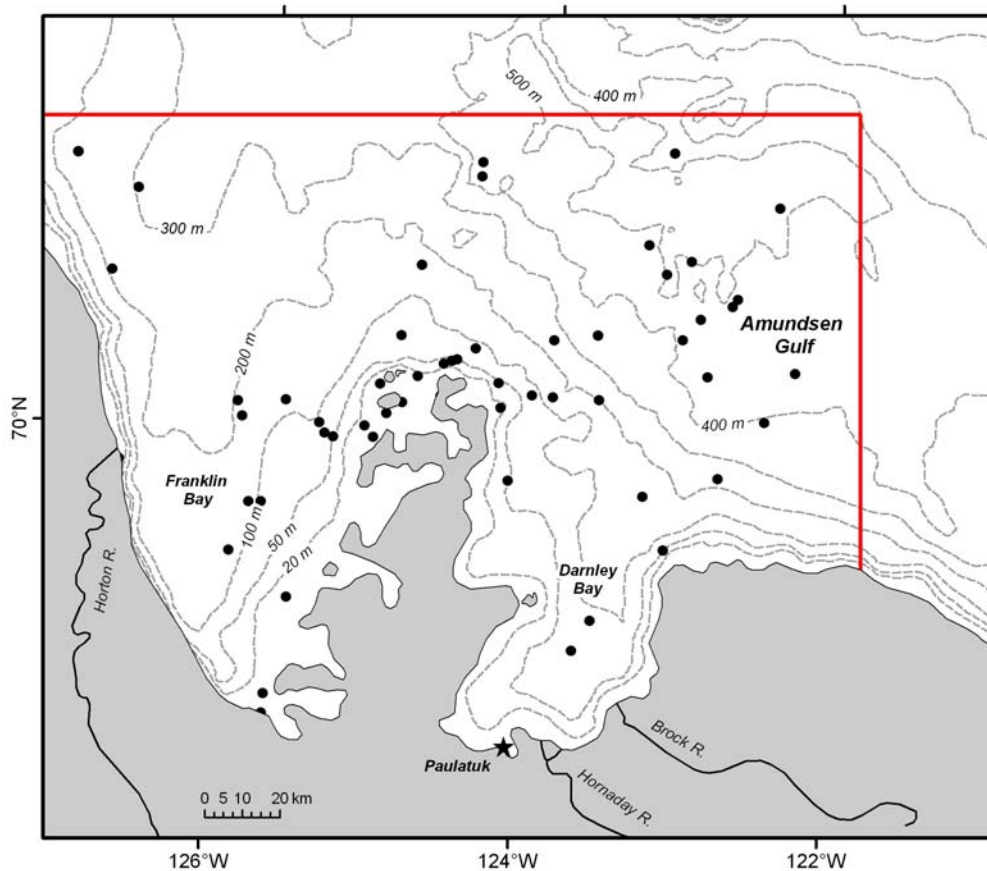 500 m
400 m
300 m
Amundsen
Gulf
200 m
70°N
400 m
Franklin
Bay
100 m
50 m
20 m
Horton R.
Darnley
Bay
Brock R.
Paulatuk
Hornaday R.
0 5 10 20 km
126°W
124°W
122°W